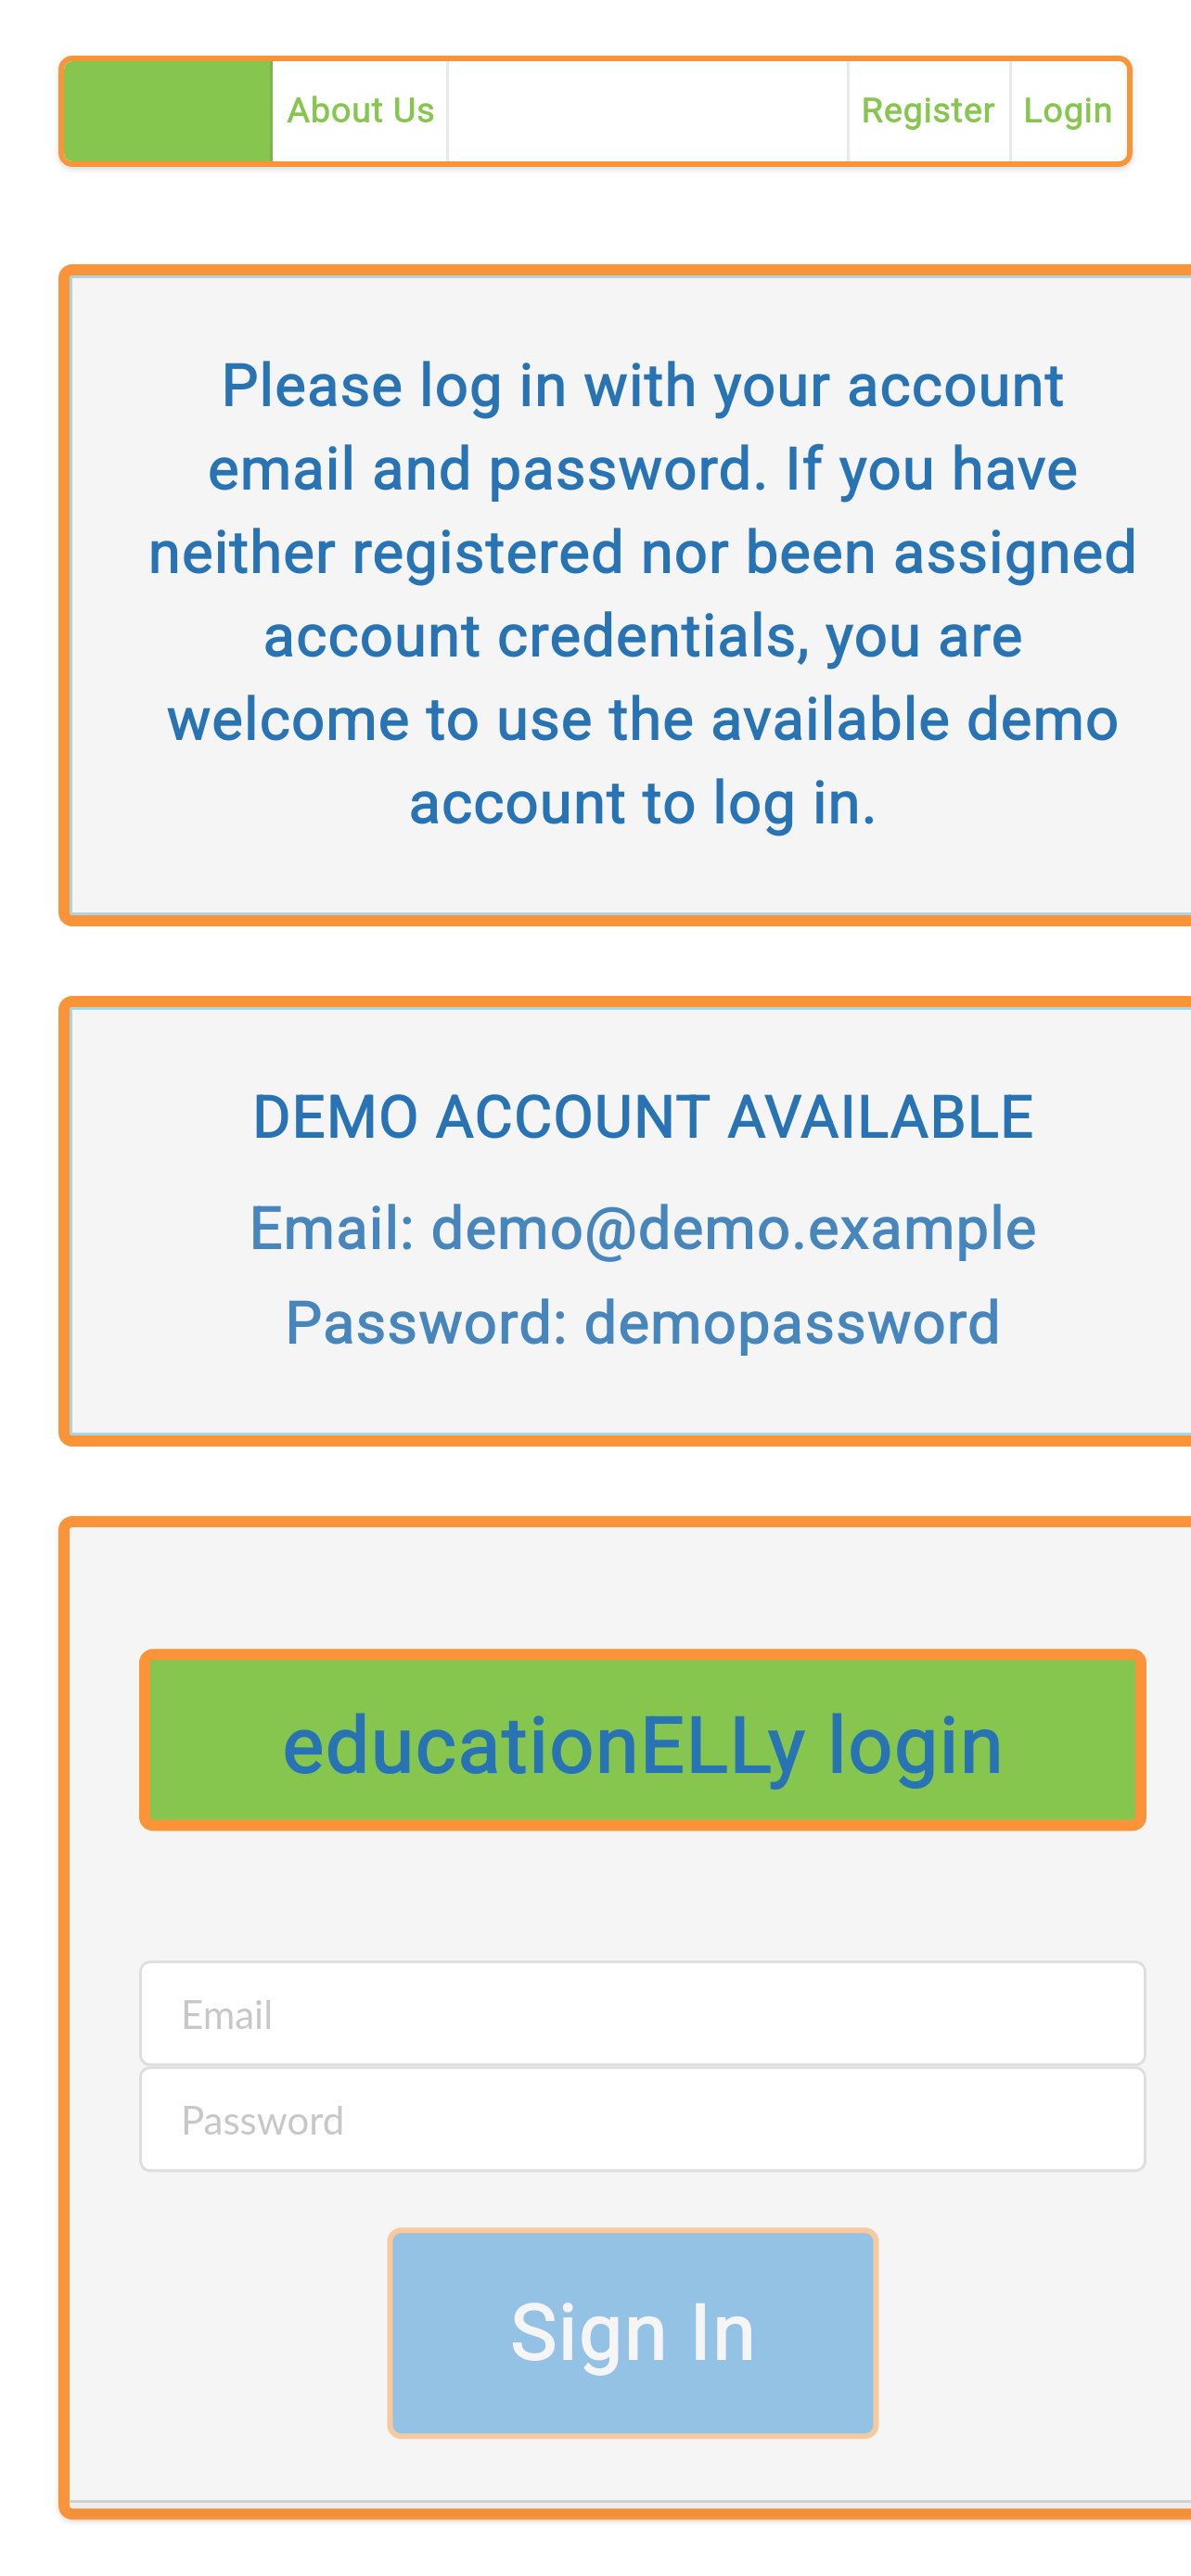 About Us
Register
Login
Please log in with your account
email and password. If you have
neither registered nor been assigned
account credentials, you are
welcome to use the available demo
account to log in.
DEMO ACCOUNT AVAILABLE
Email: demo@demo.example
Password: demopassword
educationELLy login
Email
Password
Sign In